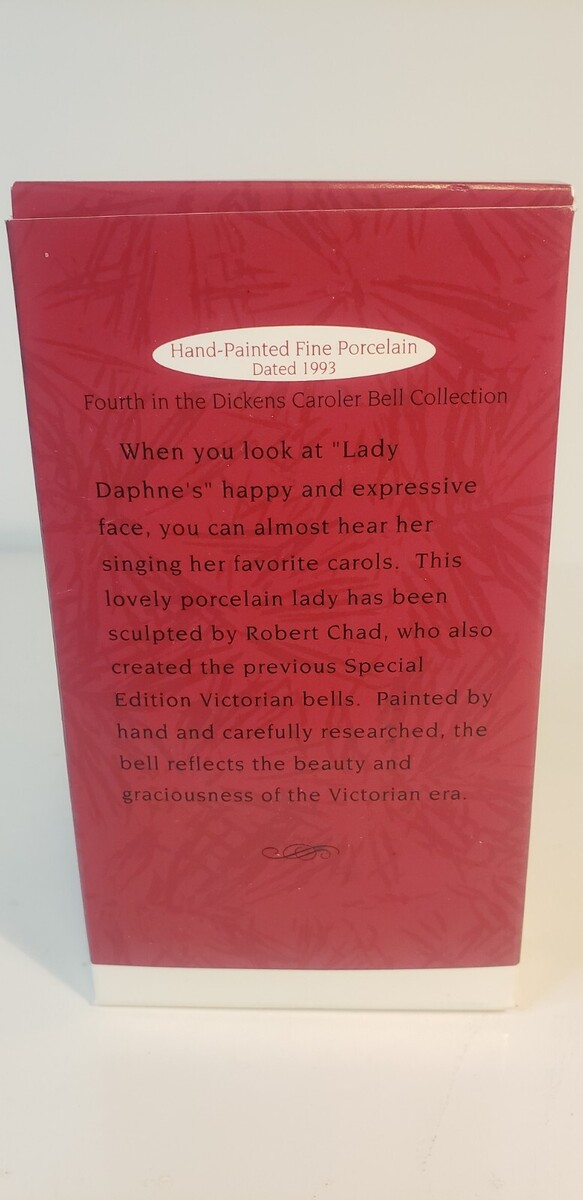 Hand-Painted Fine Porcelain
Dated 1993
Fourth in the Dickens Caroler Bell Collection
When you look at "Lady
Daphne's" happy and expressive
face, you can almost hear her
singing her favorite carols. This
lovely porcelain lady has been
sculpted by Robert Chad, who also
created the previous Special
Edition Victorian bells. Painted by
hand and carefully researched, the
bell reflects the beauty and
graciousness of the Victorian era.